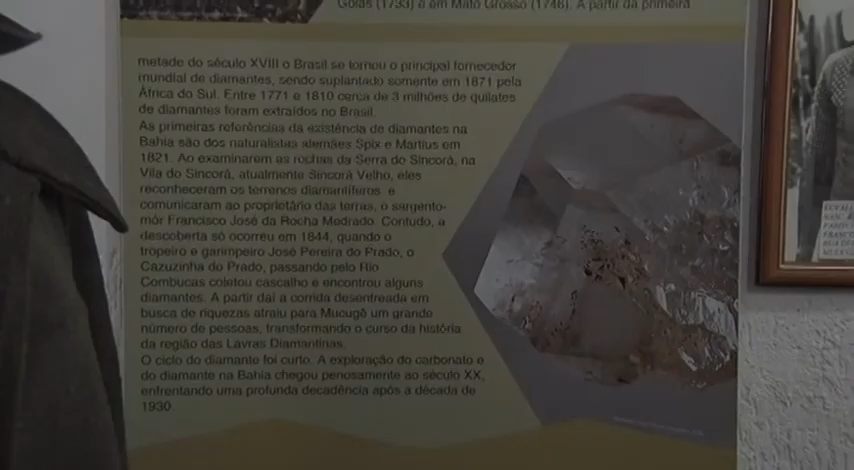 Goiás (1733) e em Mato Grosso (1746). A partir da primeira
metade do século XVIII o Brasil se tornou o principal fornecedor
mundial de diamantes, sendo suplantado somente em 1871 pela
África do Sul. Entre 1771 e 1810 cerca de 3 milhões de quilates
de diamantes foram extraídos no Brasil.
As primeiras referências da existência de diamantes na
Bahia são dos naturalistas alemães Spix e Martius em
1821. Ao examinarem as rochas da Serra do Sincorá, na
Vila do Sincorá, atualmente Sincorá Velho, eles
reconheceram os terrenos diamantíferos e
comunicaram ao proprietário das terras, o sargento-
mór Francisco José da Rocha Medrado. Contudo, a
descoberta só ocorreu em 1844, quando o
tropeiro e garimpeiro José Pereira do Prado, o
Cazuzinha do Prado, passando pelo Rio
Combucas coletou cascalho e encontrou alguns
diamantes. A partir daí a corrida desenfreada em
busca de riquezas atraiu para Mucugê um grande
número de pessoas, transformando o curso da história
da região das Lavras Diamantinas.
O ciclo do diamante foi curto. A exploração do carbonato e
do diamante na Bahia chegou penosamente ao século XX,
enfrentando uma profunda decadência após a década de
1930